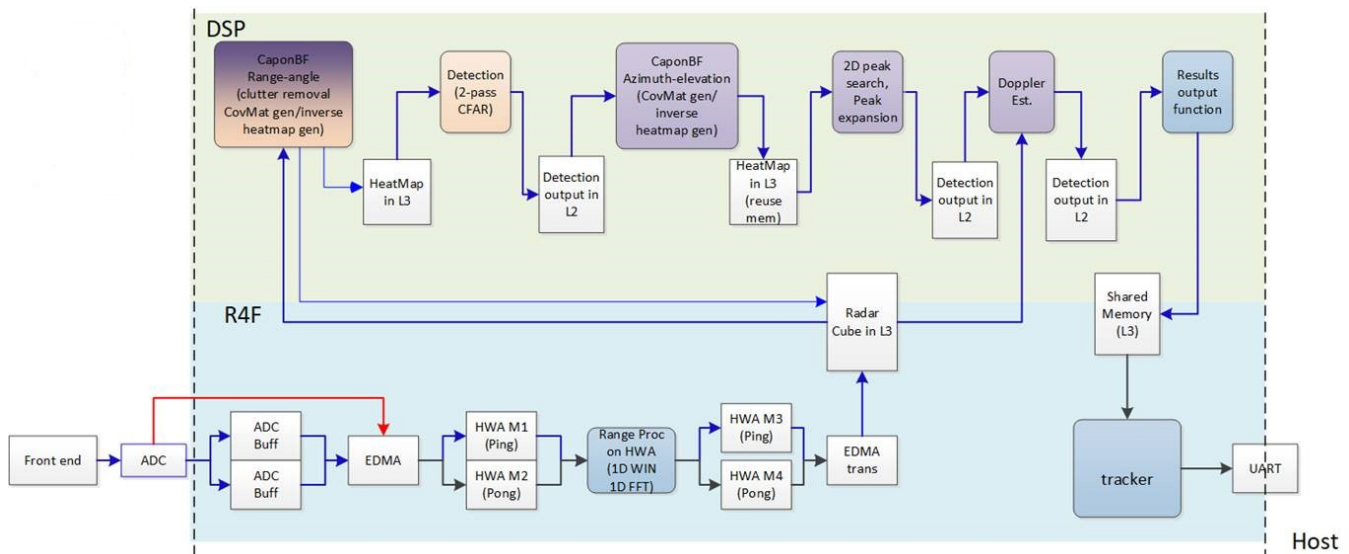 DSP
CaponBF
Range-angle
(clutter removal
CovMat gen/inverse
heatmap gen)
HeatMap
in L3
Detection
(2-pass
CFAR)
Detection
output in
L2
CaponBF
Azimuth-elevation
(CovMat gen/
inverse
heatmap gen)
HeatMap
in L3
(reuse
mem)
2D peak
search,
Peak
expansion
Detection
output in
L2
Doppler
Est.
Detection
output in
L2
Results
output
function
R4F
Radar
Cube in L3
Shared
Memory
(L3)
Front end
ADC
ADC
Buff
ADC
Buff
EDMA
HWA M1
(Ping)
HWA M2
(Pong)
Range Proc
on HWA
(1D WIN
1D FFT)
HWA M3
(Ping)
HWA M4
(Pong)
EDMA
trans
tracker
UART
Host